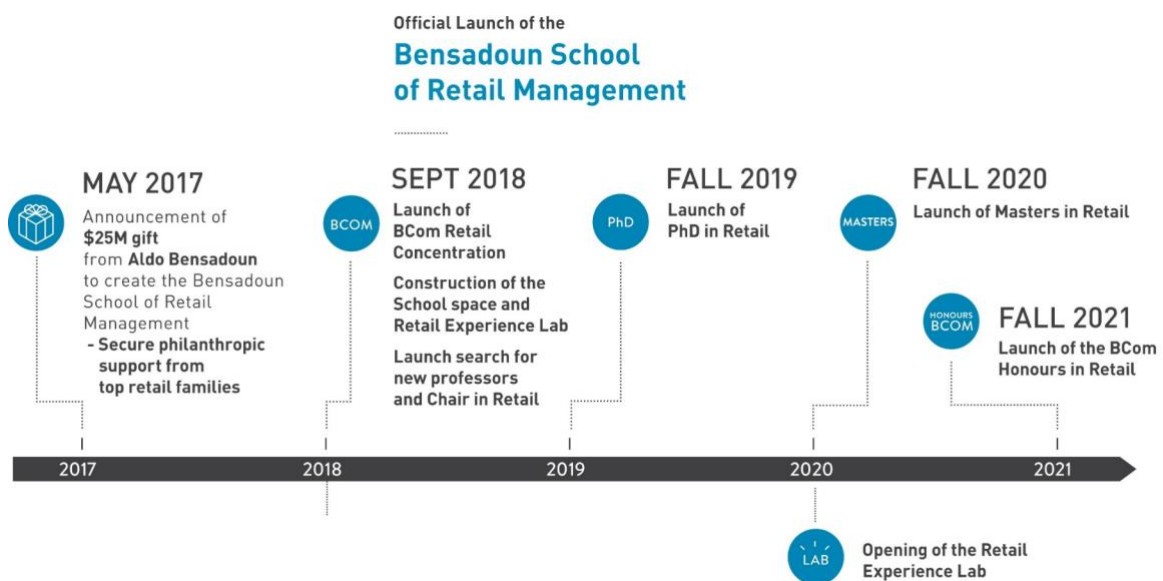 Official Launch of the
Bensadoun School
of Retail Management
MAY 2017
Announcement of
$25M gift
from Aldo Bensadoun
to create the Bensadoun
School of Retail
Management
- Secure philanthropic
support from
top retail families
BCOM
SEPT 2018
Launch of
BCom Retail
Concentration
Construction of the
School space and
Retail Experience Lab
Launch search for
new professors
and Chair in Retail
PhD
FALL 2019
Launch of
PhD in Retail
MASTERS
FALL 2020
Launch of Masters in Retail
HONOURS
BCOM
FALL 2021
Launch of the BCom
Honours in Retail
2017
2018
2019
2020
2021
LAB
Opening of the Retail
Experience Lab